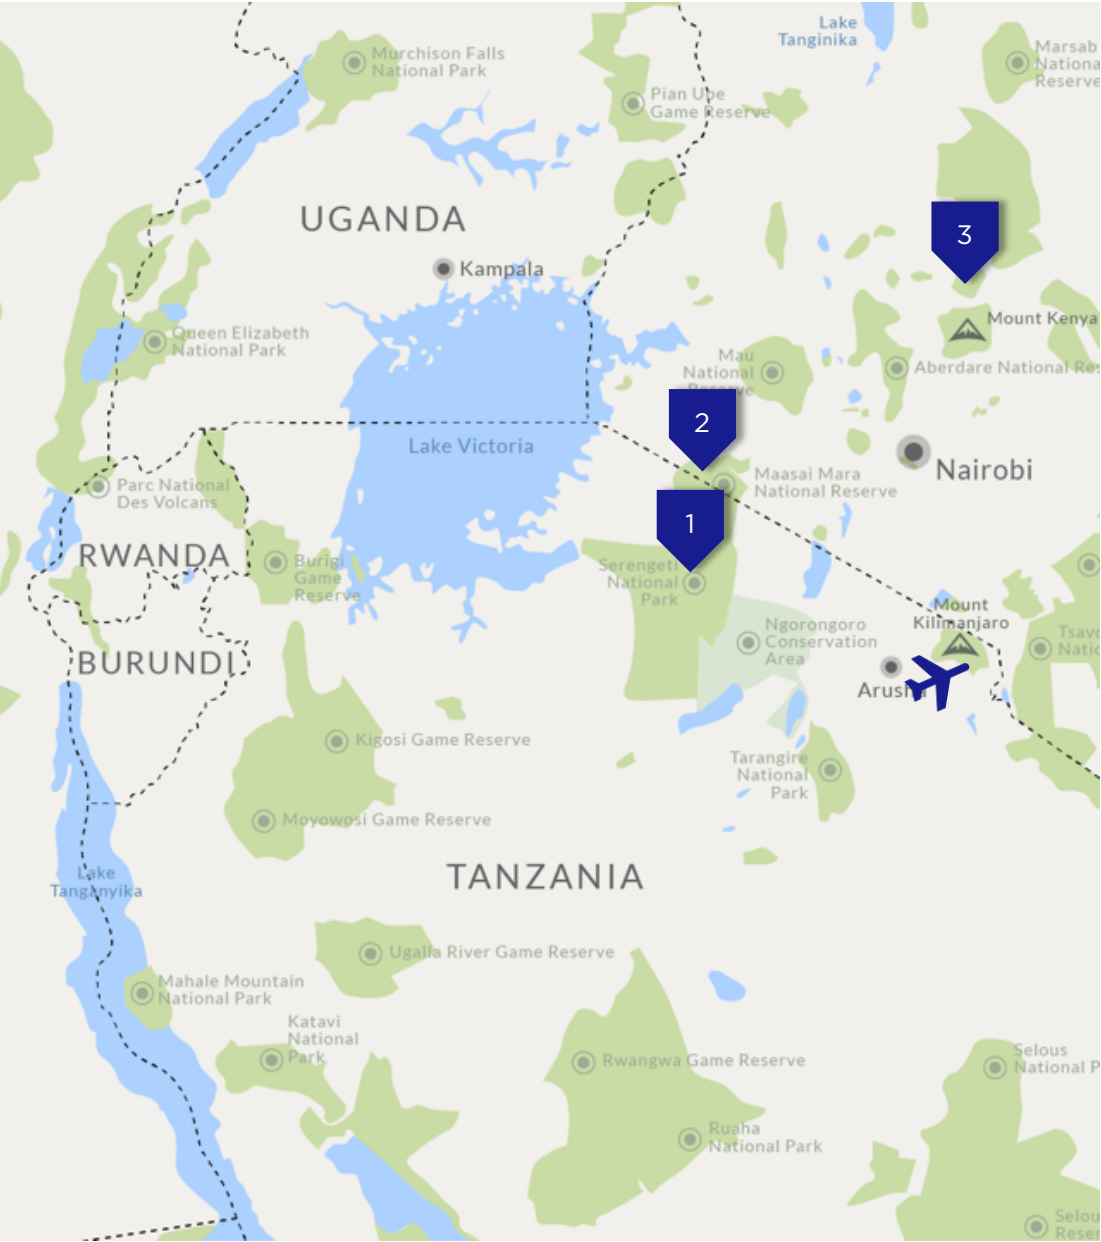 Lake
Tanginika
Murchison Falls
National Park
Marsab
Nationa
Reserve
Pian Upe
Game Reserve
UGANDA
3
Kampala
Mount Kenya
Queen Elizabeth
National Park
Mau
National
Reserve
Aberdare National Res
2
Lake Victoria
Nairobi
Maasai Mara
National Reserve
Parc National
Des Volcans
1
RWANDA
Burigi
Game
Reserve
Serengeti
National
Park
Mount
Kilimanjaro
Ngorongoro
Conservation
Area
Tsavo
Natio
BURUNDI
Arusha
Kigosi Game Reserve
Tarangire
National
Park
Moyowosi Game Reserve
TANZANIA
Lake
Tanganyika
Ugalla River Game Reserve
Mahale Mountain
National Park
Katavi
National
Park
Rwangwa Game Reserve
Selous
National P
Ruaha
National Park
Selou
Reser